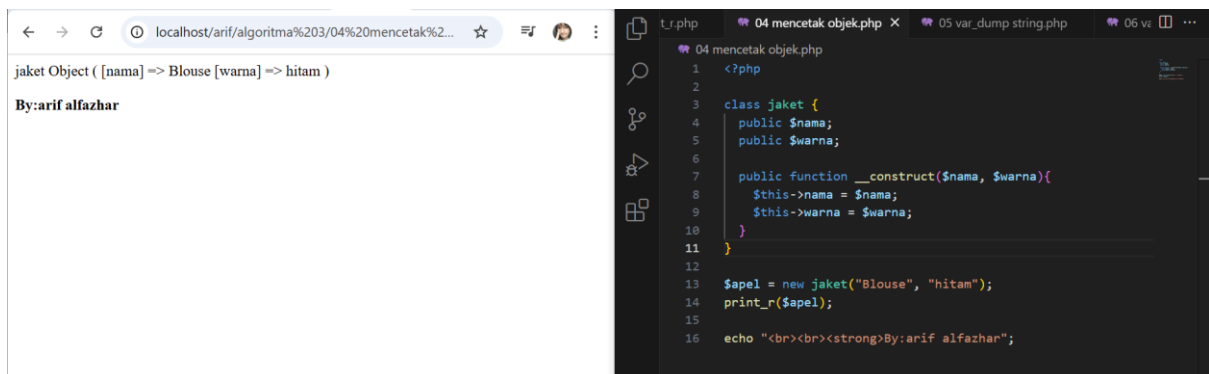 localhost/arif/algoritma%203/04%20mencetak%2...
jaket Object ( [nama] => Blouse [warna] => hitam )
By:arif alfazhar
t_r.php 04 mencetak objek.php 05 var_dump string.php 06 va
04 mencetak objek.php
1 <?php
2
3 class jaket {
4 public $nama;
5 public $warna;
6
7 public function __construct($nama, $warna){
8 $this->nama = $nama;
9 $this->warna = $warna;
10 }
11 }
12
13 $apel = new jaket("Blouse", "hitam");
14 print_r($apel);
15
16 echo "<br><br><strong>By:arif alfazhar";